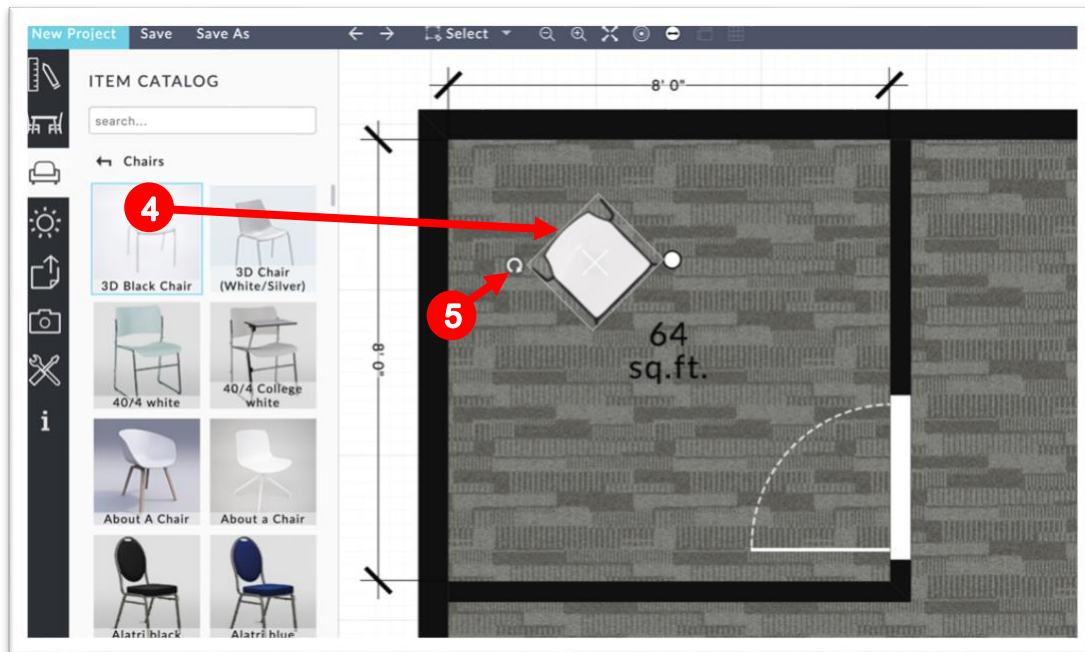 New Project Save Save As Select
ITEM CATALOG
search...
Chairs
3D Black Chair
3D Chair
(White/Silver)
40/4 white
40/4 College
white
About A Chair
About a Chair
Alatri black
Alatri blue
i
4
5
8' 0"
8' 0"
64
sq.ft.